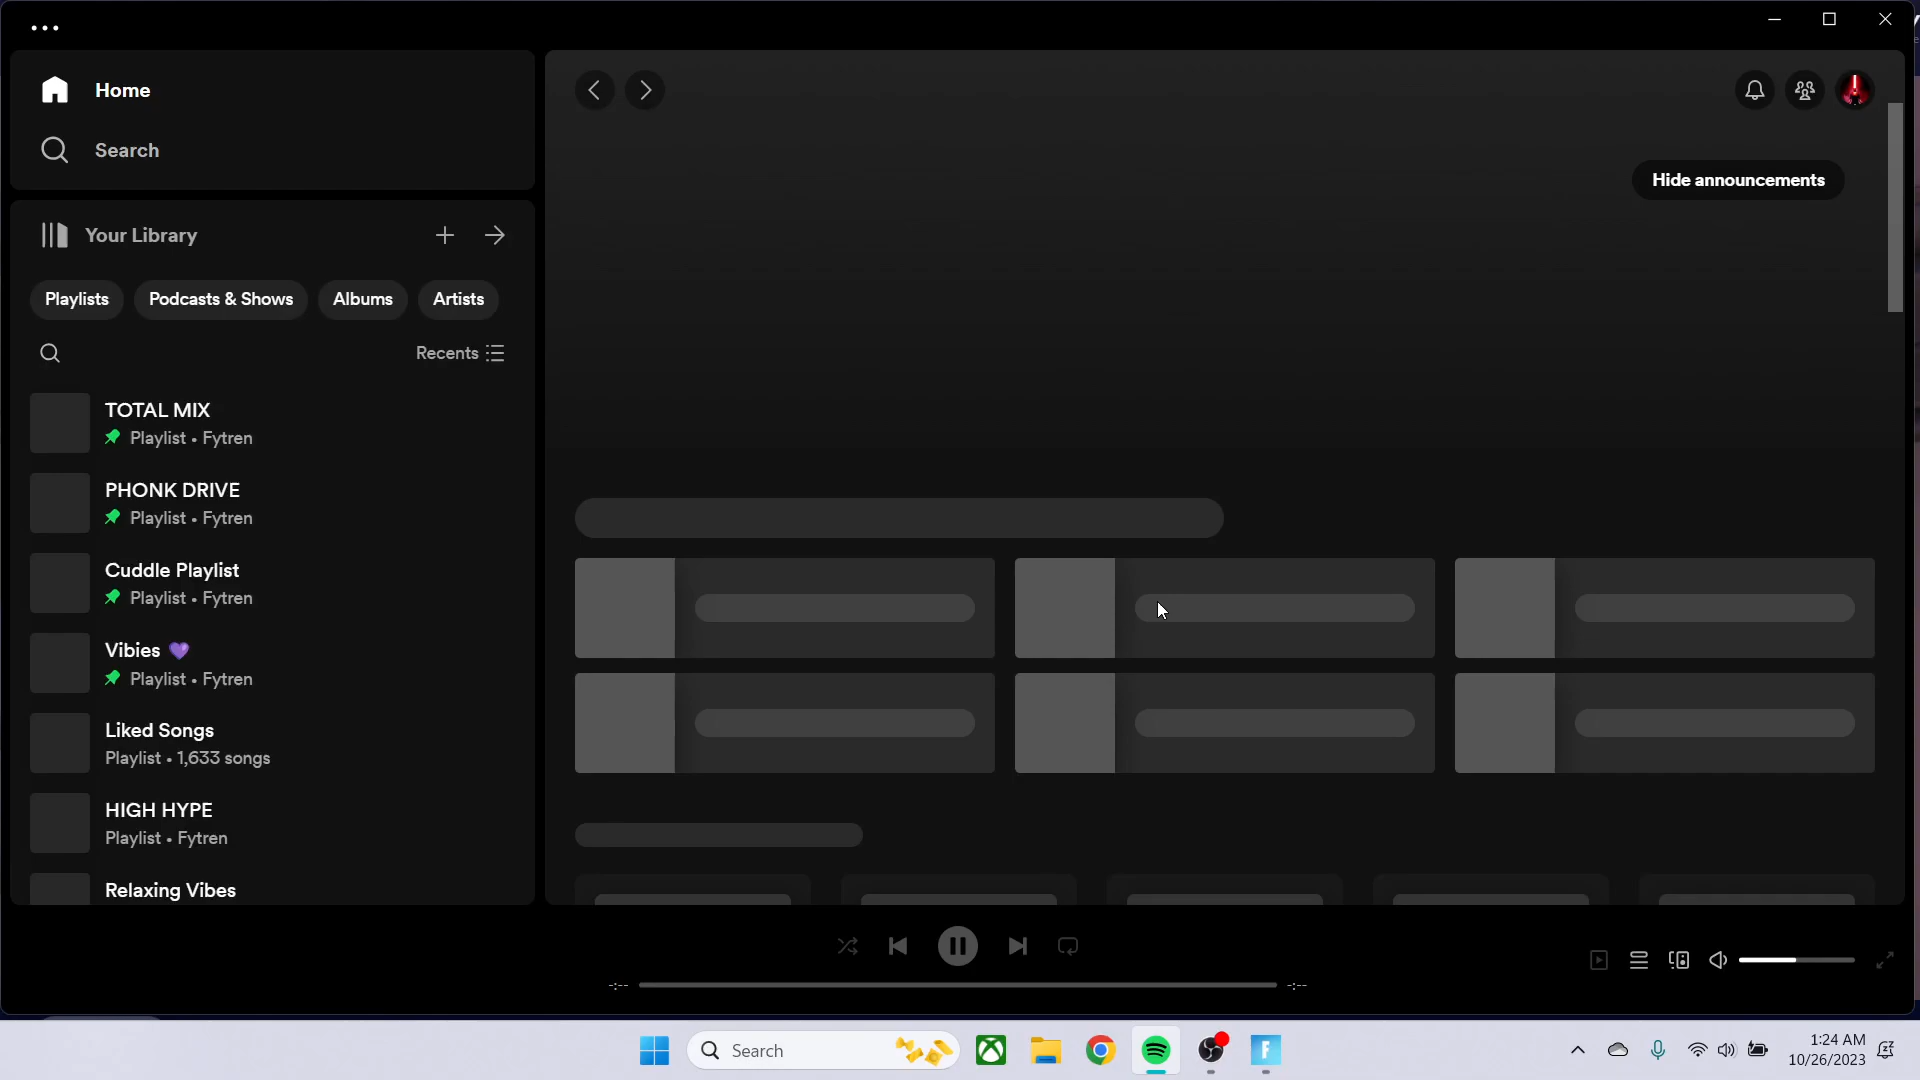 Home
Search
Hide announcements
Your Library
Playlists
Podcasts & Shows
Albums
Artists
Recents
TOTAL MIX
Playlist • Fytren
PHONK DRIVE
Playlist • Fytren
Cuddle Playlist
Playlist • Fytren
Vibies 💜
Playlist • Fytren
Liked Songs
Playlist • 1,633 songs
HIGH HYPE
Playlist • Fytren
Relaxing Vibes
-:--
-:--
Search
1:24 AM
10/26/2023